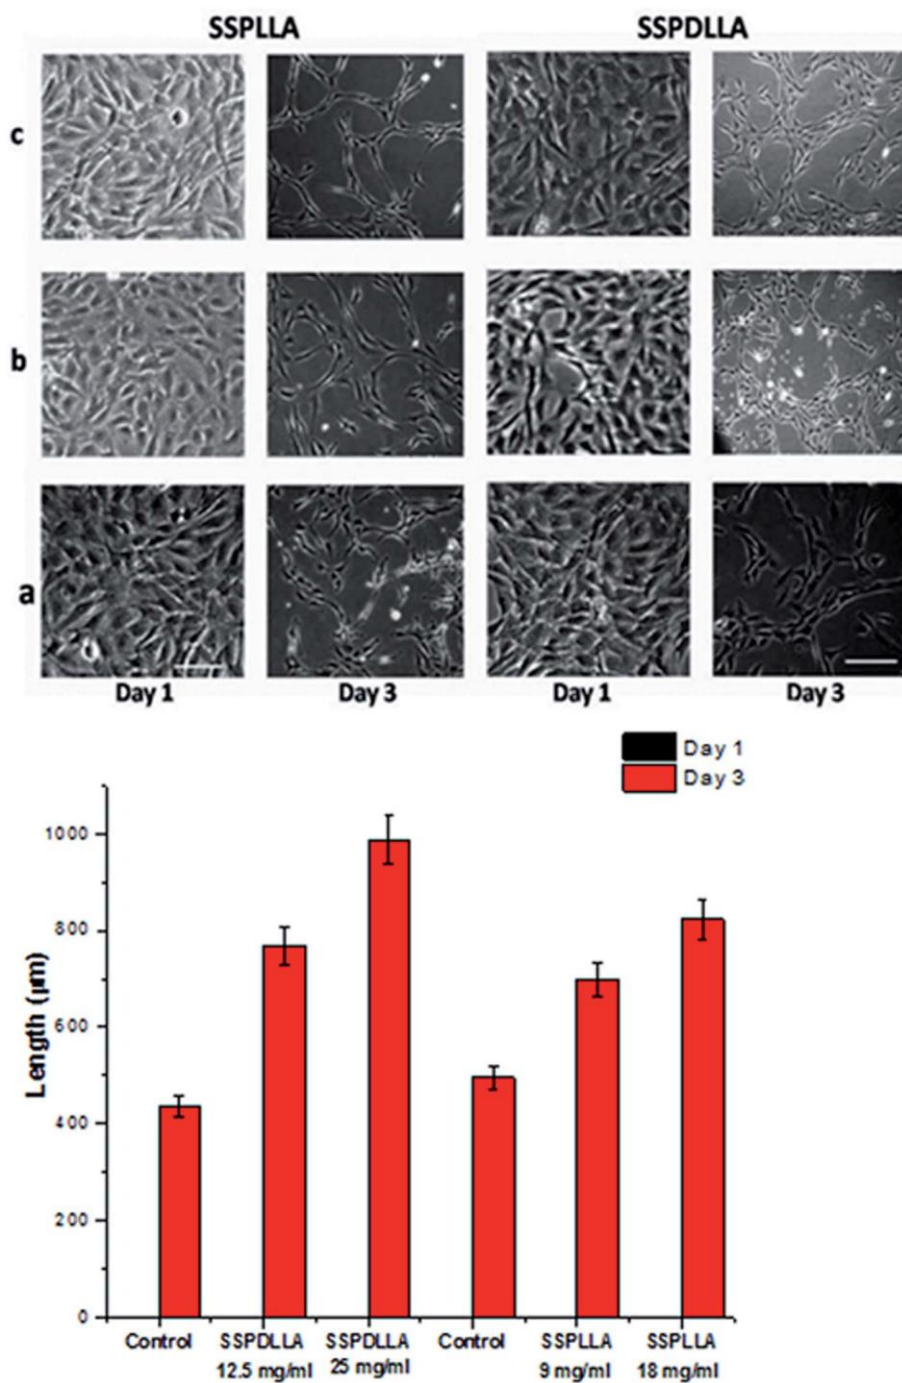 SSPLLA SSPDLLA
c
b
a
Day 1 Day 3 Day 1 Day 3
Day 1
Day 3
Length (µm)
1000
800
600
400
200
0
Control SSPDLLA SSPDLLA Control SSPLLA SSPLLA
12.5 mg/ml 25 mg/ml 9 mg/ml 18 mg/ml